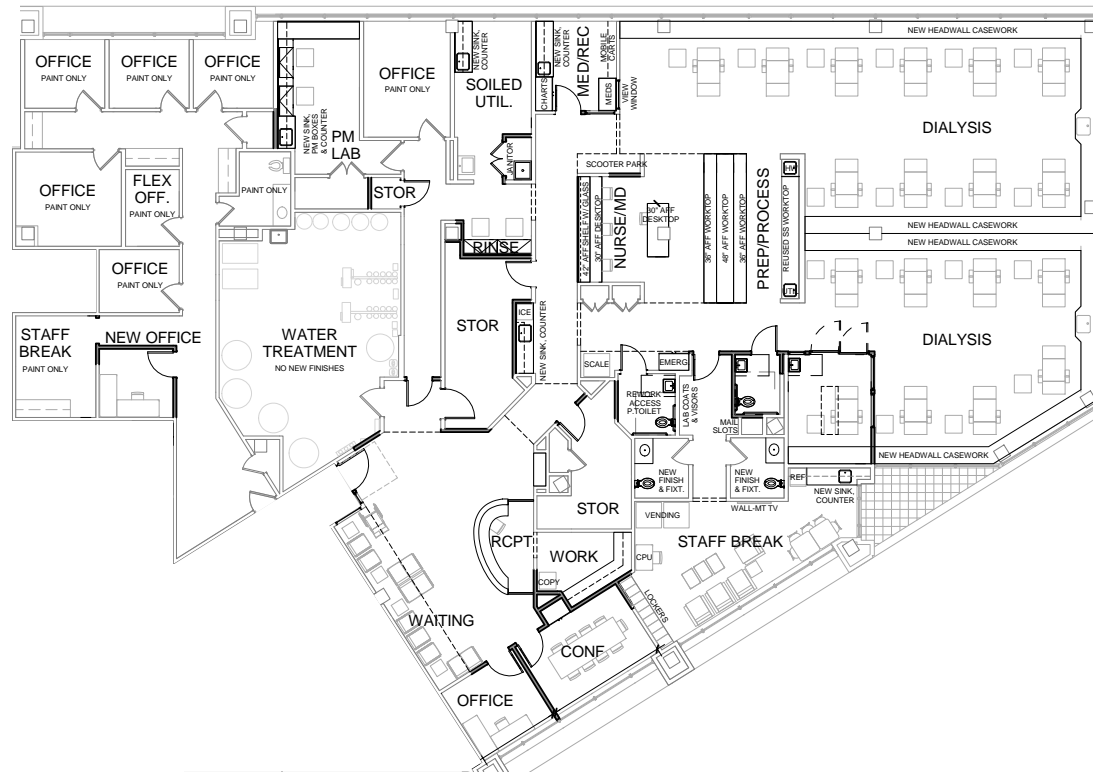 OFFICE
PAINT ONLY
OFFICE
PAINT ONLY
OFFICE
PAINT ONLY
NEW SINK,
PM BOXES
& COUNTER
PM
LAB
OFFICE
PAINT ONLY
NEW SINK,
COUNTER
SOILED
UTIL.
JANITOR
NEW SINK,
COUNTER
CHARTS
MED/REC
MOBILE
CARTS
MEDS
VIEW
WINDOW
NEW HEADWALL CASEWORK
DIALYSIS
OFFICE
PAINT ONLY
FLEX
OFF.
PAINT ONLY
PAINT ONLY
STOR
SCOOTER PARK
42" AFF SHELF W/ GLASS
30" AFF DESKTOP
NURSE/MD
30" AFF
DESKTOP
36" AFF WORKTOP
48" AFF WORKTOP
36" AFF WORKTOP
PREP/PROCESS
HW
REUSED SS WORKTOP
UTK
NEW HEADWALL CASEWORK
NEW HEADWALL CASEWORK
RINSE
OFFICE
PAINT ONLY
STAFF
BREAK
PAINT ONLY
NEW OFFICE
WATER
TREATMENT
NO NEW FINISHES
STOR
ICE
NEW SINK, COUNTER
DIALYSIS
SCALE
EMERG
REWORK
ACCESS
P.TOILET
LAB COATS
& VISORS
MAIL
SLOTS
NEW HEADWALL CASEWORK
NEW
FINISH
& FIXT.
NEW
FINISH
& FIXT.
REF
NEW SINK,
COUNTER
WALL-MT TV
STOR
VENDING
RCPT
WORK
COPY
CPU
STAFF BREAK
LOCKERS
WAITING
CONF
OFFICE